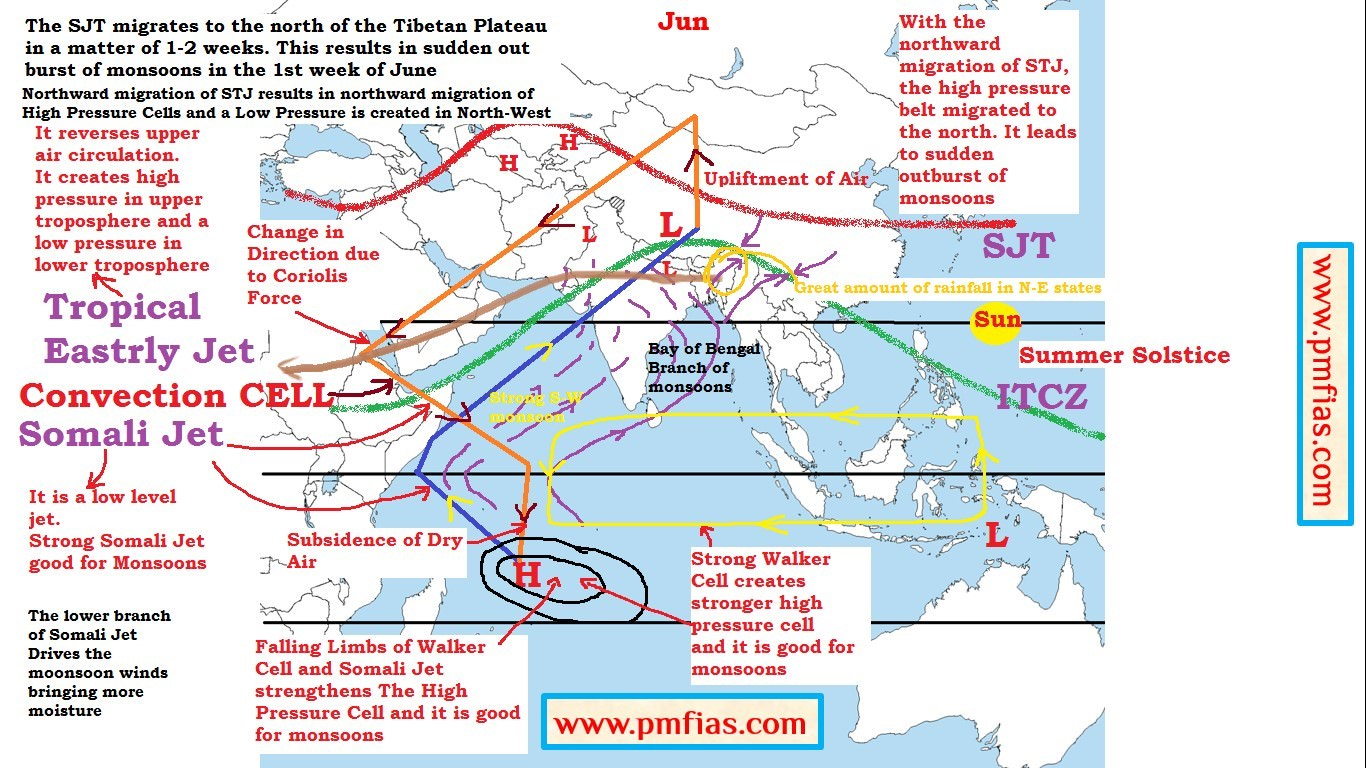 The SJT migrates to the north of the Tibetan Plateau
in a matter of 1-2 weeks. This results in sudden out
burst of monsoons in the 1st week of June
Northward migration of STJ results in northward migration of
High Pressure Cells and a Low Pressure is created in North-West
Jun
With the
northward
migration of STJ,
the high pressure
belt migrated to
the north. It leads
to sudden
outburst of
monsoons
It reverses upper
air circulation.
It creates high
pressure in upper
troposphere and a
low pressure in
lower troposphere
H
H
Upliftment of Air
L
L
L
Change in
Direction due
to Coriolis
Force
SJT
Great amount of rainfall in N-E states
Tropical
Eastrly Jet
Sun
Summer Solstice
Bay of Bengal
Branch of
monsoons
Convection CELL
Strong S-W
monsoon
ITCZ
Somali Jet
It is a low level
jet.
Strong Somali Jet
good for Monsoons
Subsidence of Dry
Air
H
L
Strong Walker
Cell creates
stronger high
pressure cell
and it is good for
monsoons
The lower branch
of Somali Jet
Drives the
moonsoon winds
bringing more
moisture
Falling Limbs of Walker
Cell and Somali Jet
strengthens The High
Pressure Cell and it is good
for monsoons
www.pmfias.com
www.pmfias.com